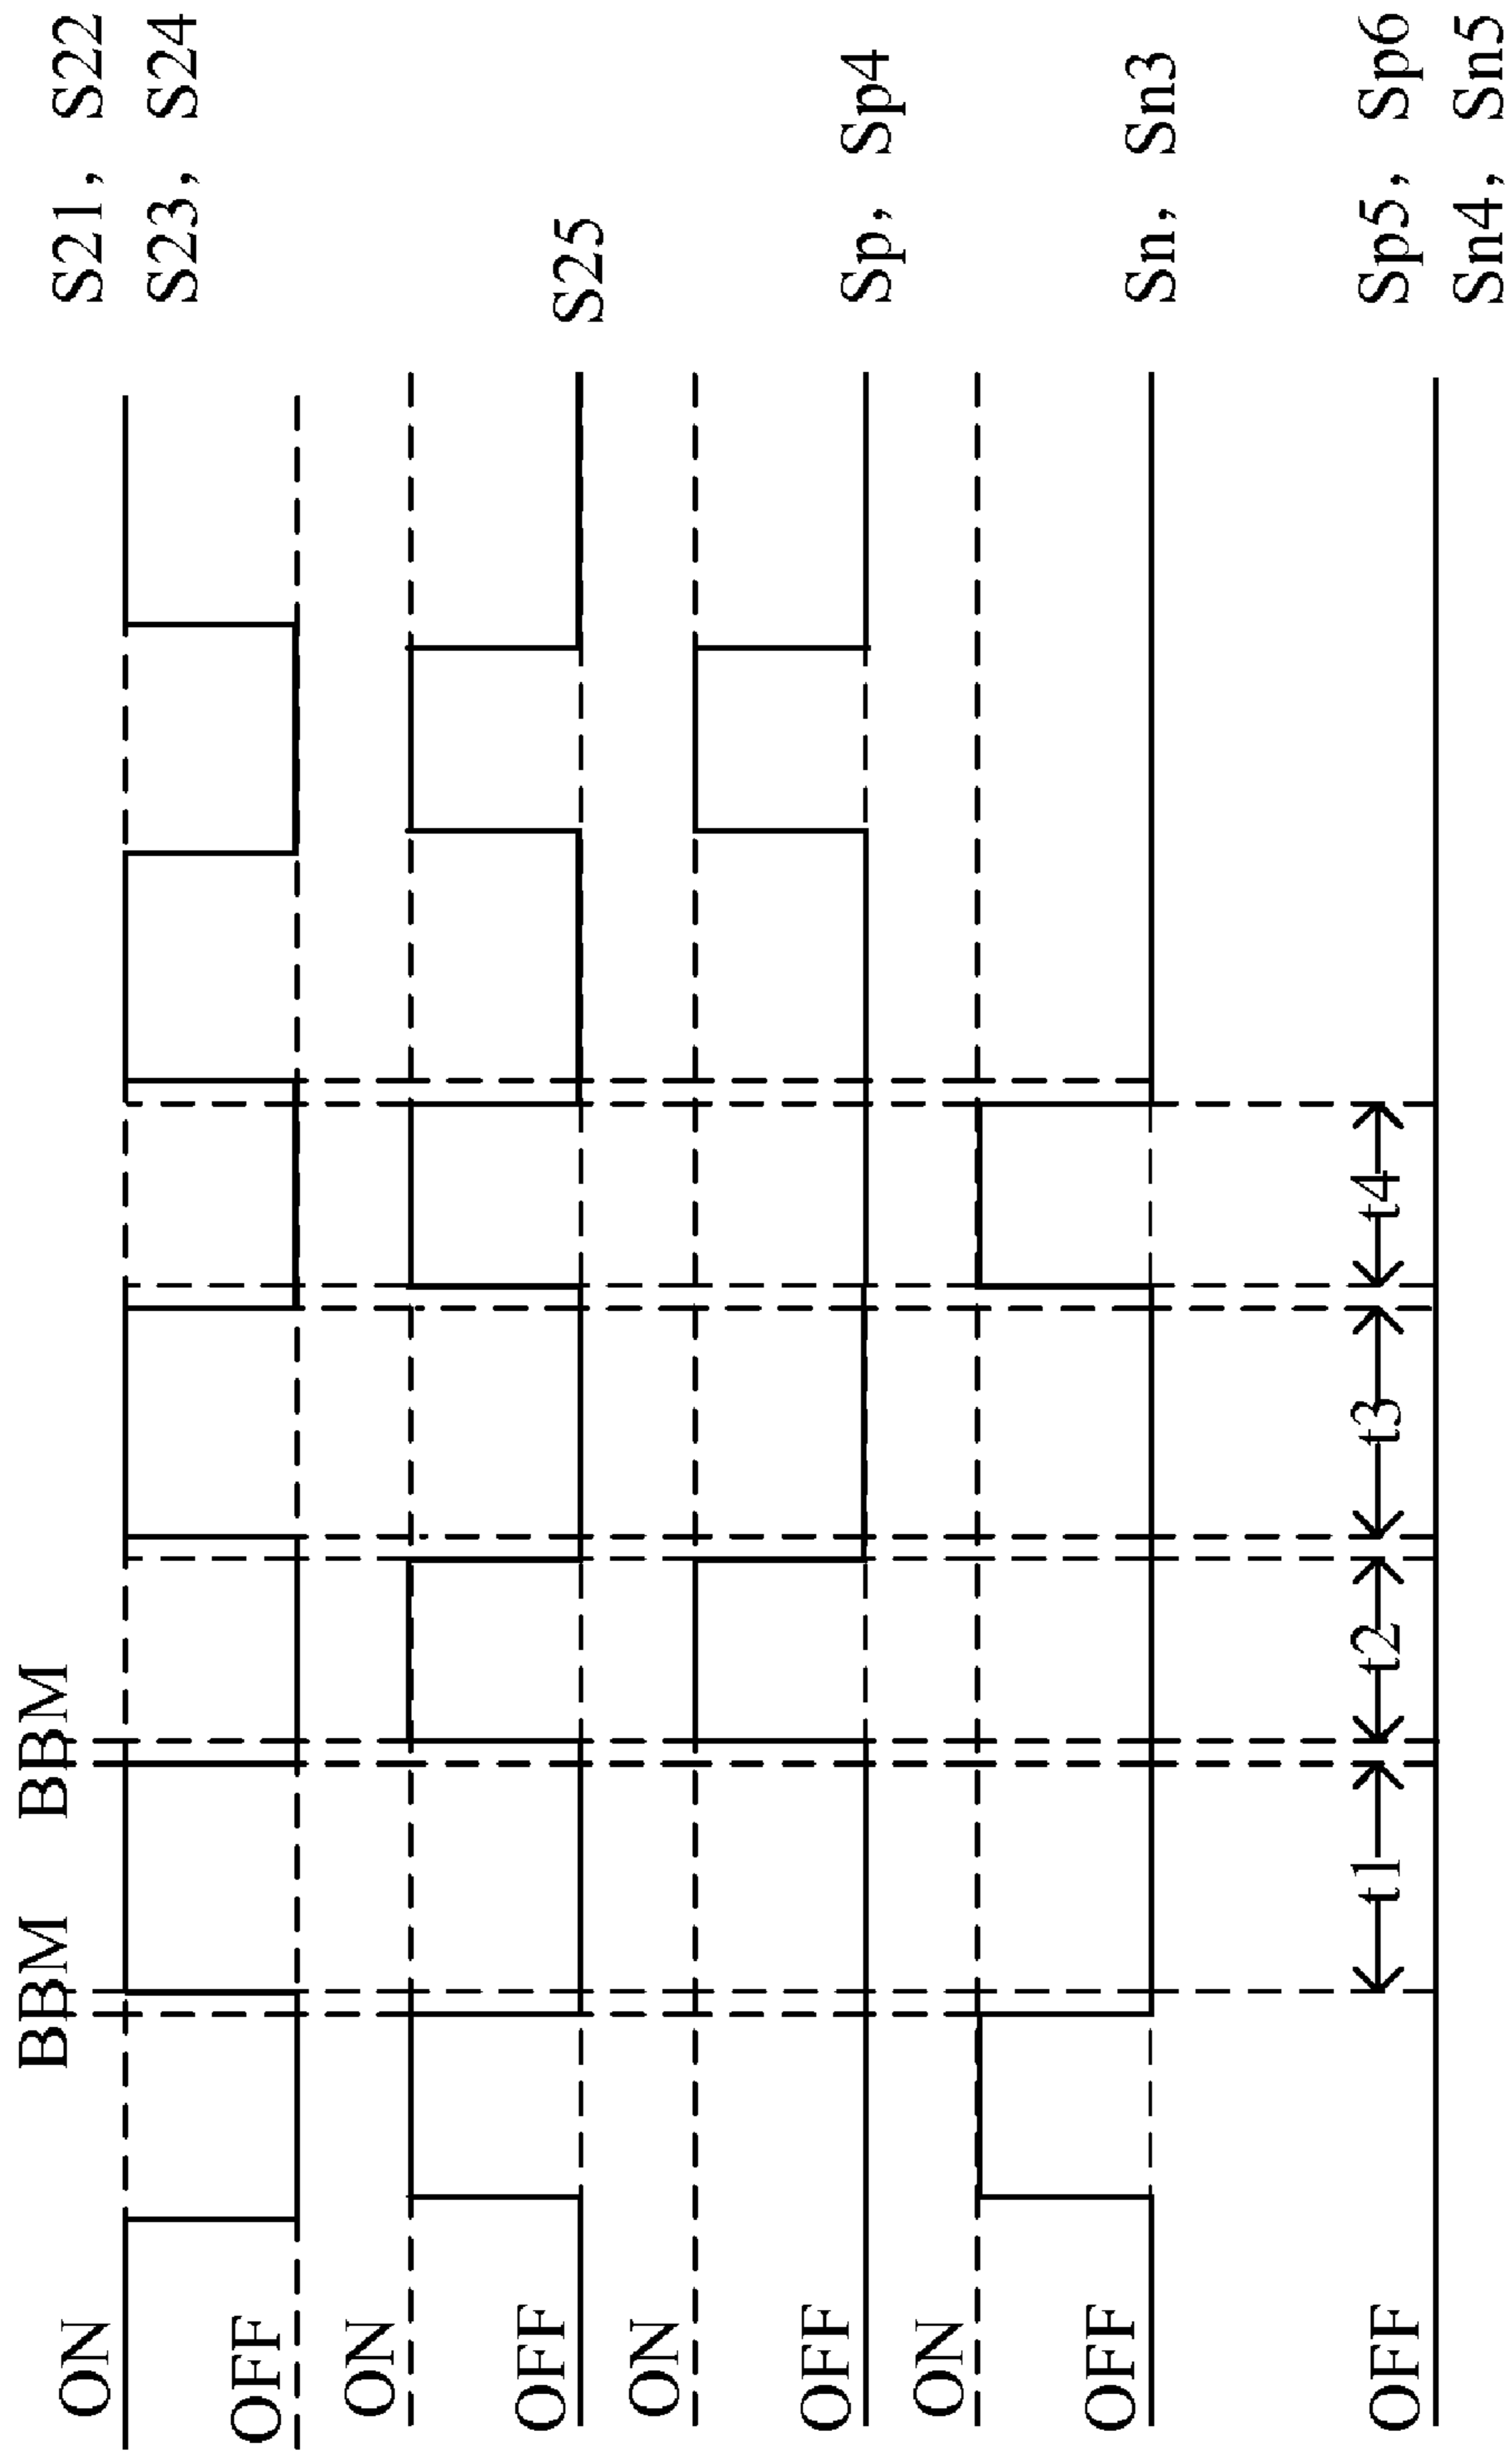 BBM BBM
ON
OFF
S21, S22
S23, S24
ON
OFF
S25
ON
OFF
Sp, Sp4
ON
OFF
Sn, Sn3
t1 t2 t3 t4
OFF
Sp5, Sp6
Sn4, Sn5